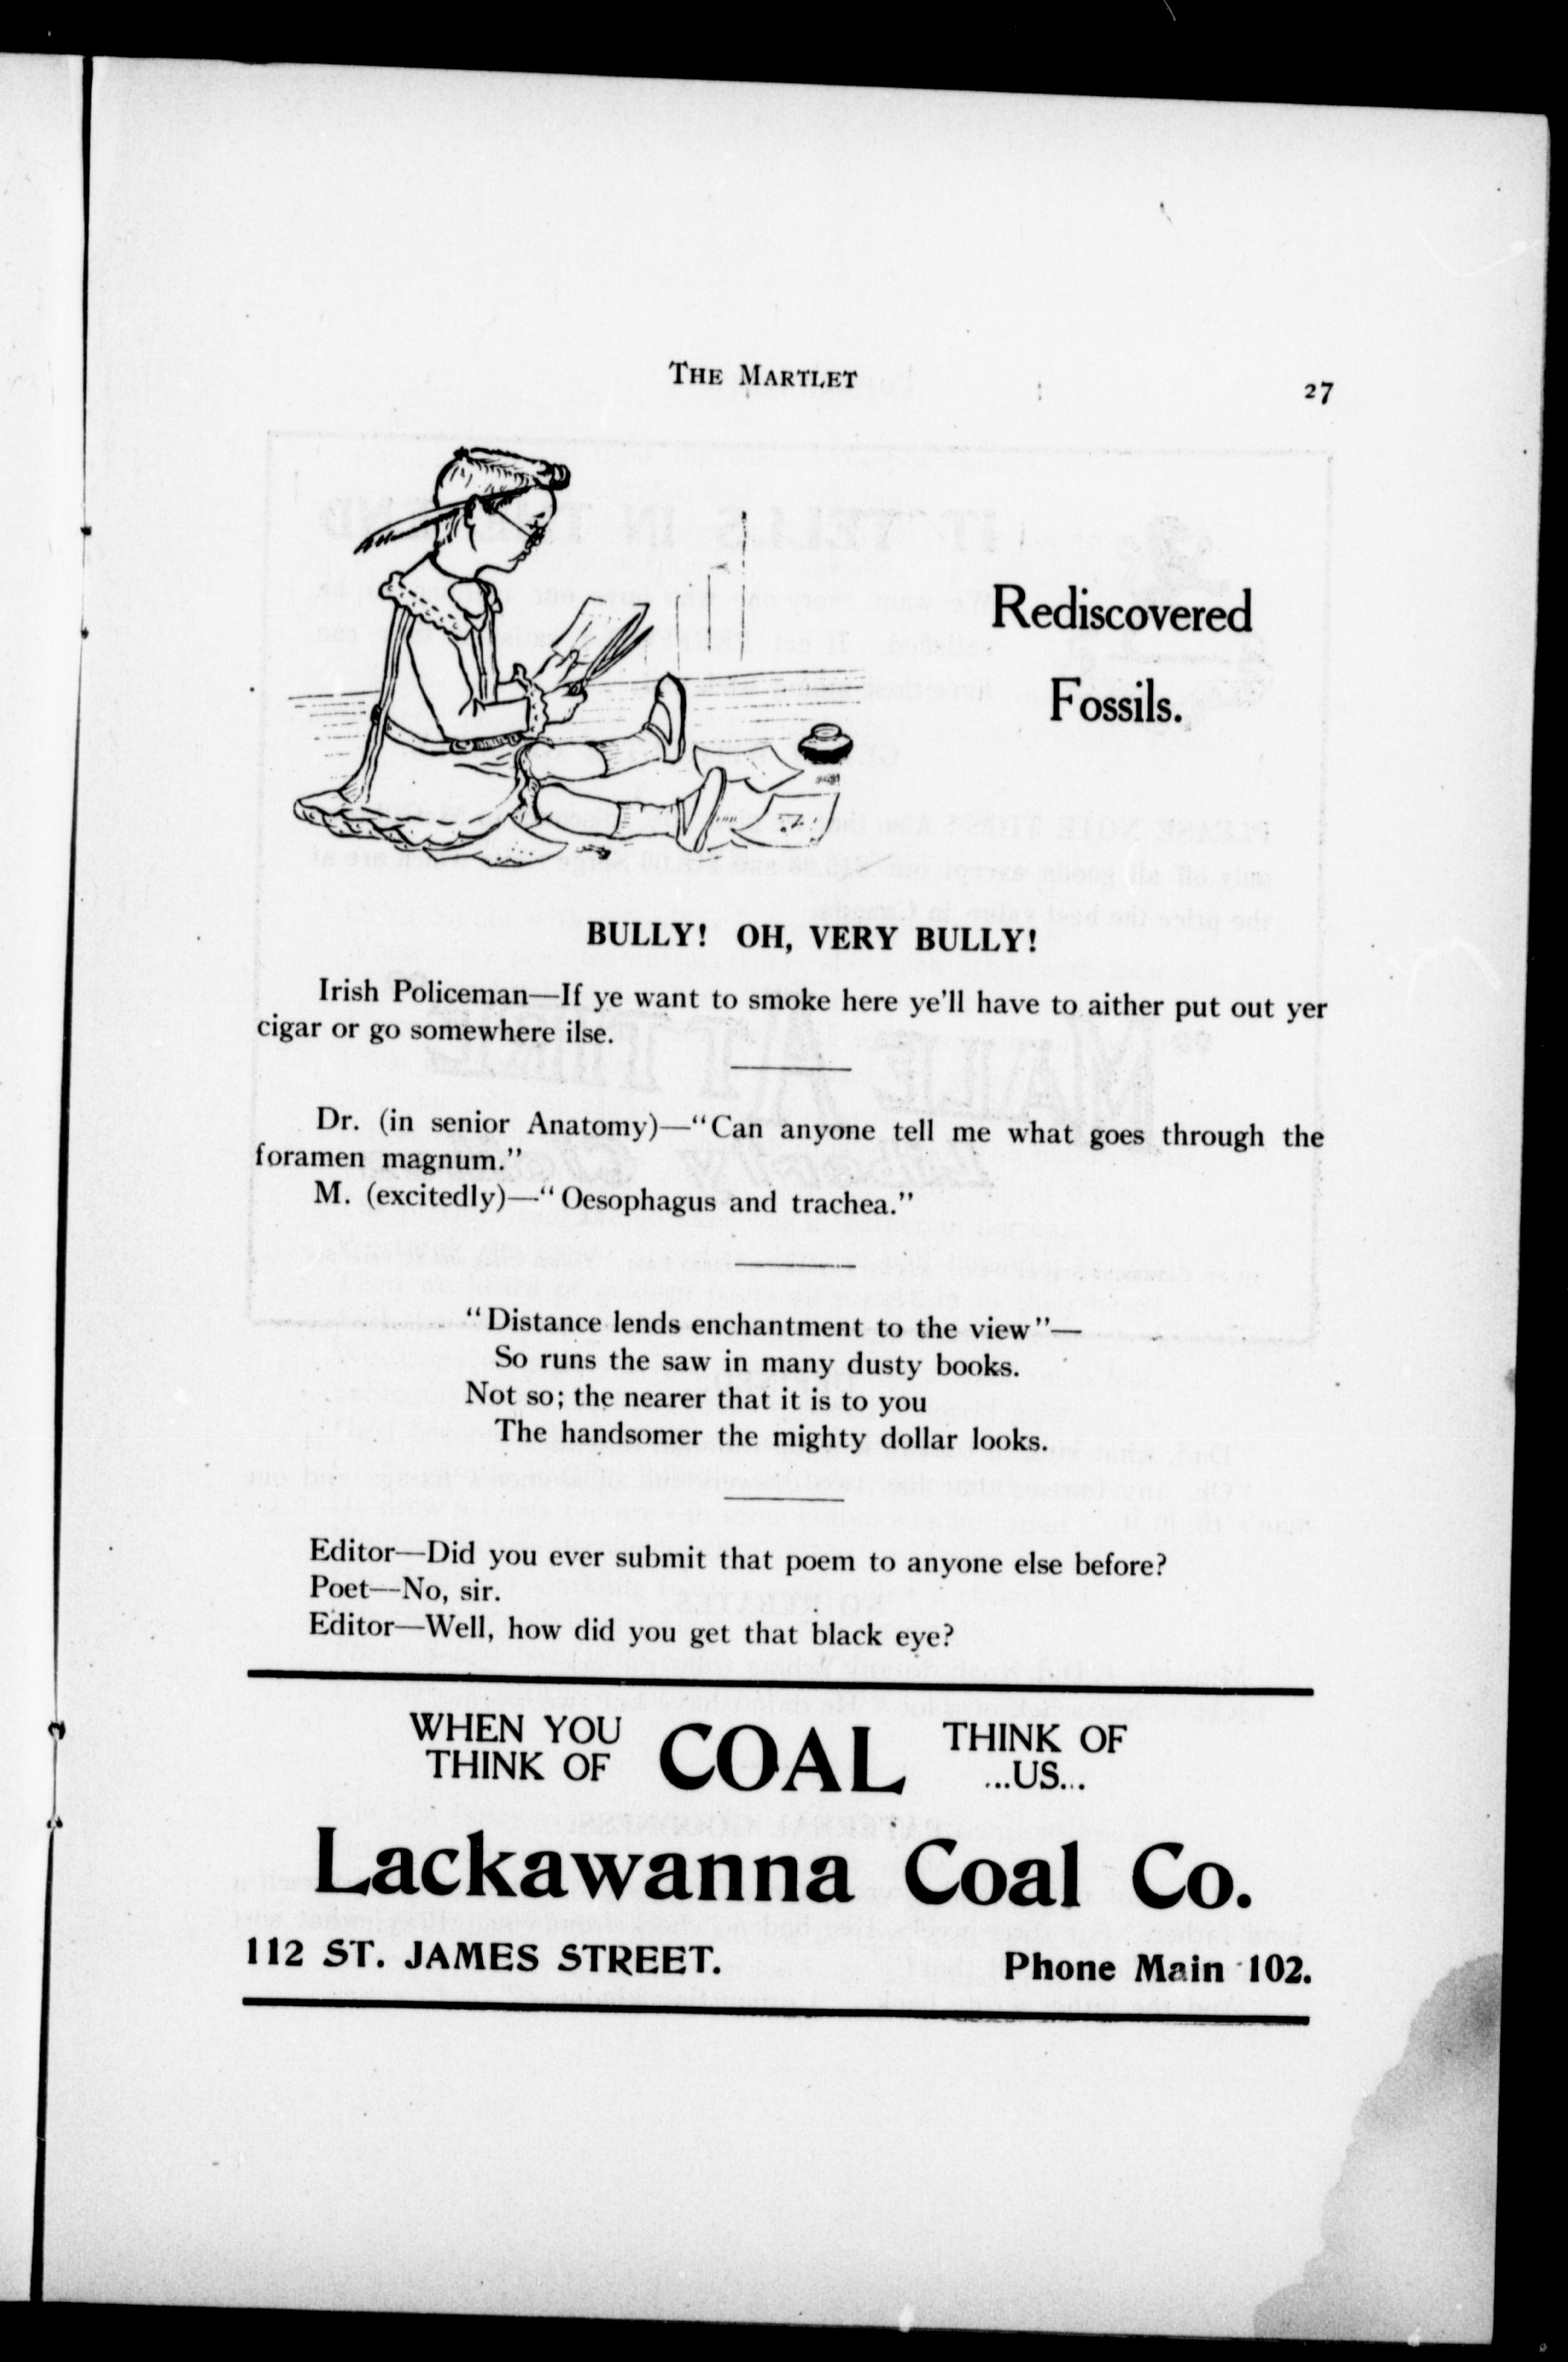 THE MARTLET
27
Rediscovered
Fossils.
BULLY! OH, VERY BULLY!
Irish Policeman—If ye want to smoke here ye'll have to aither put out yer
cigar or go somewhere ilse.
Dr. (in senior Anatomy)—"Can anyone tell me what goes through the
foramen magnum."
M. (excitedly)—"Oesophagus and trachea."
"Distance lends enchantment to the view"—
So runs the saw in many dusty books.
Not so; the nearer that it is to you
The handsomer the mighty dollar looks.
Editor—Did you ever submit that poem to anyone else before?
Poet—No, sir.
Editor—Well, how did you get that black eye?
WHEN YOU
THINK OF
COAL
THINK OF
...US...
Lackawanna Coal Co.
112 ST. JAMES STREET.
Phone Main 102.